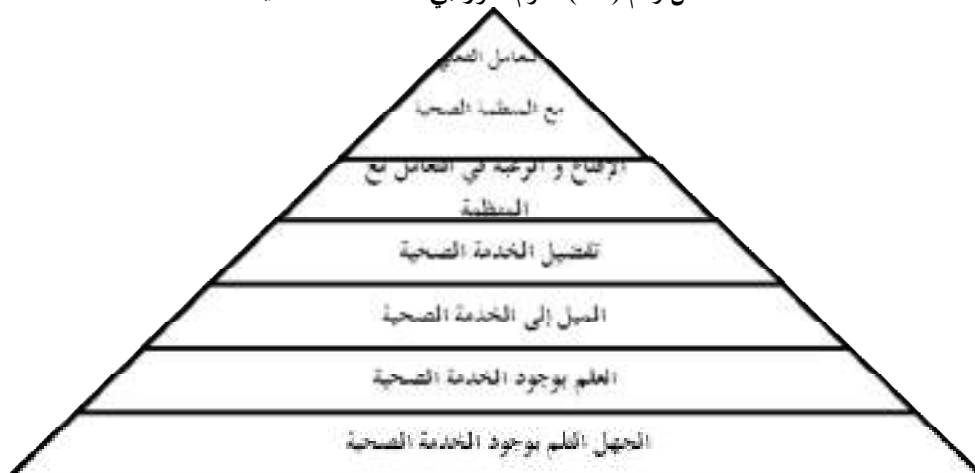 التعامل
مع المنظمة الصحية
الإقناع و الرغبة في التعامل مع
المنظمة
تفضيل الخدمة الصحية
الميل إلى الخدمة الصحية
العلم بوجود الخدمة الصحية
الجهل التام بوجود الخدمة الصحية